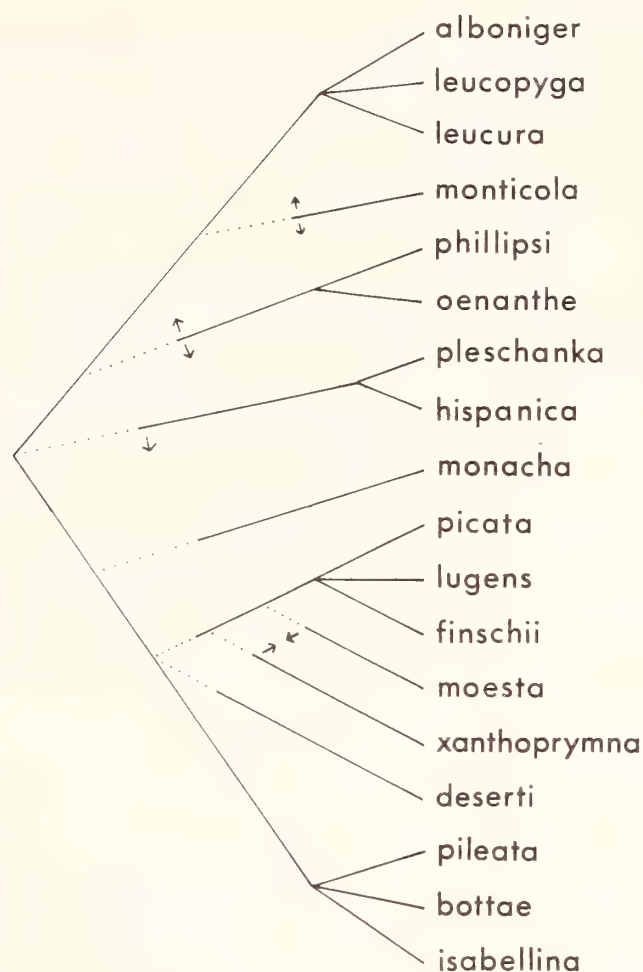 alboniger
leucopyga
leucura
monticola
phillipsi
oenanthe
pleschanka
hispanica
monacha
picata
lugens
finschii
moesta
xanthoprymna
deserti
pileata
bottae
isabellina